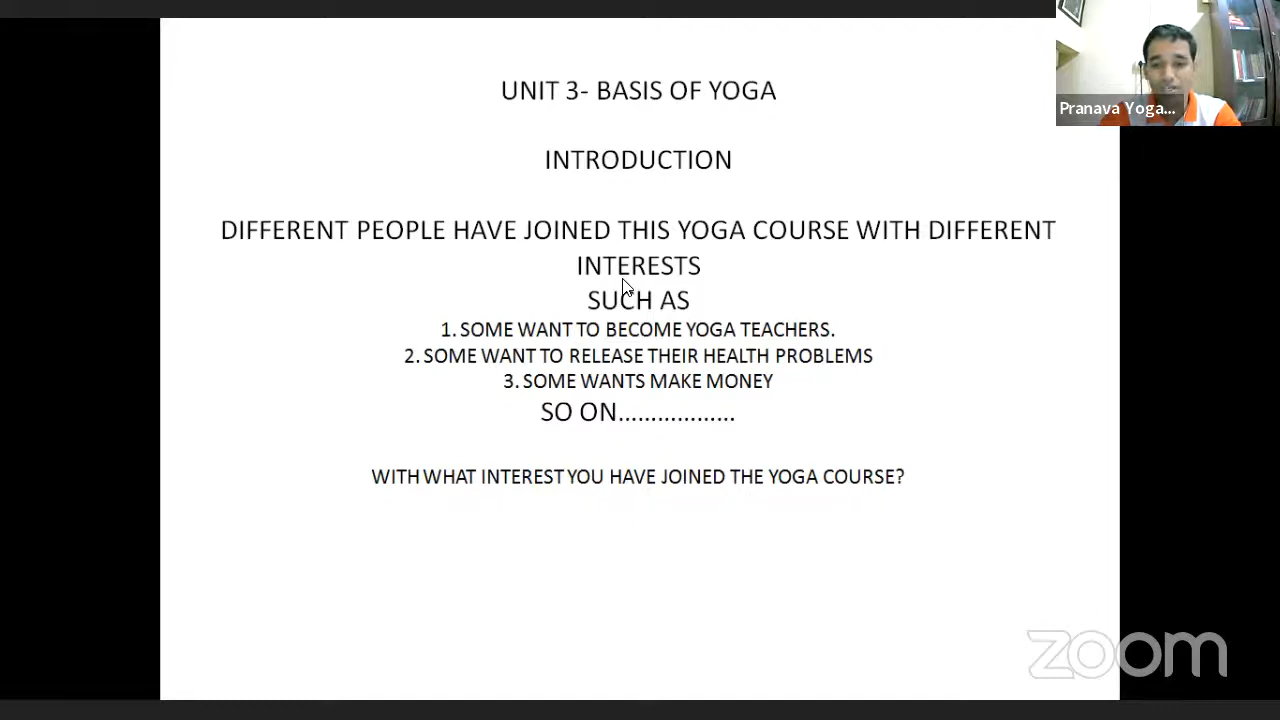 UNIT 3- BASIS OF YOGA
INTRODUCTION
DIFFERENT PEOPLE HAVE JOINED THIS YOGA COURSE WITH DIFFERENT
INTERESTS
SUCH AS
1. SOME WANT TO BECOME YOGA TEACHERS.
2. SOME WANT TO RELEASE THEIR HEALTH PROBLEMS
3. SOME WANTS MAKE MONEY
SO ON..................
WITH WHAT INTEREST YOU HAVE JOINED THE YOGA COURSE?
Pranava Yoga...
zoom